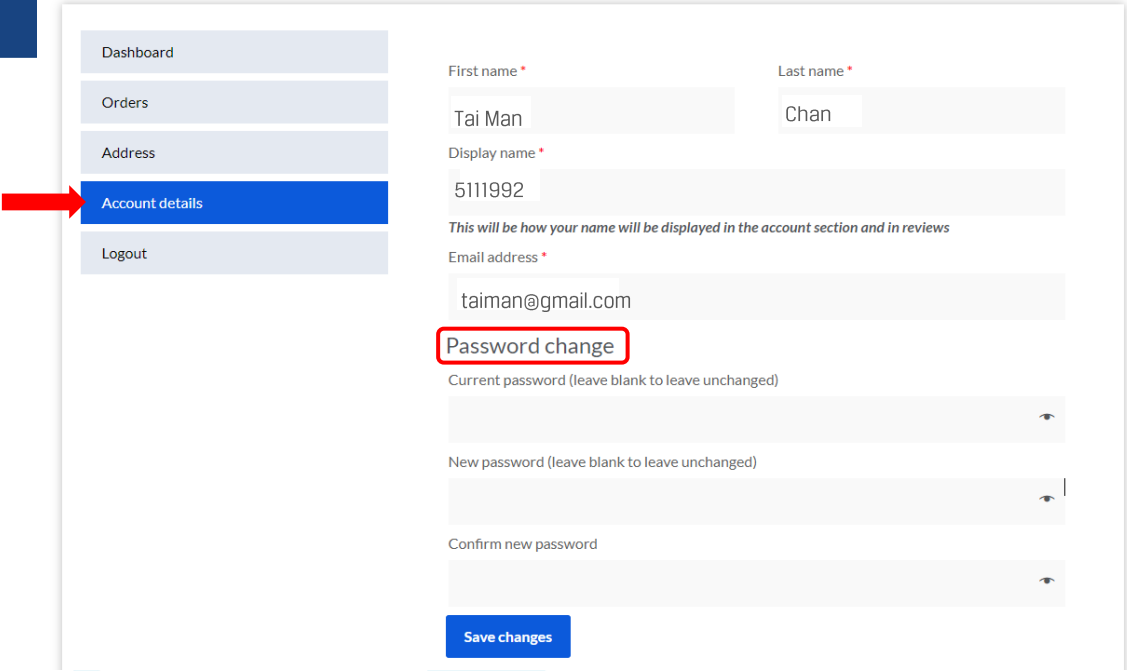 Dashboard
Orders
Address
Account details
Logout
First name *
Last name *
Tai Man
Chan
Display name *
5111992
This will be how your name will be displayed in the account section and in reviews
Email address *
taiman@gmail.com
Password change
Current password (leave blank to leave unchanged)
New password (leave blank to leave unchanged)
Confirm new password
Save changes